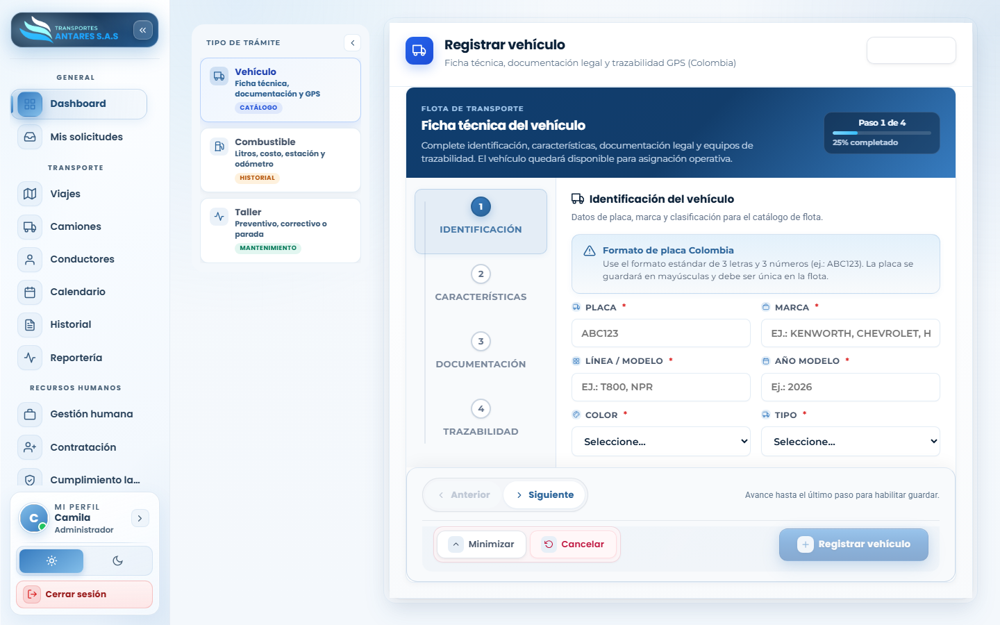 TRANSPORTES
ANTARES S.A.S
GENERAL
Dashboard
Mis solicitudes
TRANSPORTE
Viajes
Camiones
Conductores
Calendario
Historial
Reportería
RECURSOS HUMANOS
Gestión humana
Contratación
Cumplimiento la...
C
MI PERFIL
Camila
Administrador
Cerrar sesión
TIPO DE TRÁMITE
Vehículo
Ficha técnica,
documentación y GPS
CATÁLOGO
Combustible
Litros, costo, estación y
odómetro
HISTORIAL
Taller
Preventivo, correctivo o
parada
MANTENIMIENTO
Registrar vehículo
Ficha técnica, documentación legal y trazabilidad GPS (Colombia)
FLOTA DE TRANSPORTE
Ficha técnica del vehículo
Complete identificación, características, documentación legal y equipos de
trazabilidad. El vehículo quedará disponible para asignación operativa.
Paso 1 de 4
25% completado
1
IDENTIFICACIÓN
2
CARACTERÍSTICAS
3
DOCUMENTACIÓN
4
TRAZABILIDAD
Identificación del vehículo
Datos de placa, marca y clasificación para el catálogo de flota.
Formato de placa Colombia
Use el formato estándar de 3 letras y 3 números (ej.: ABC123). La placa se
guardará en mayúsculas y debe ser única en la flota.
PLACA *
MARCA *
ABC123
EJ.: KENWORTH, CHEVROLET, H
LÍNEA / MODELO *
AÑO MODELO *
EJ.: T800, NPR
Ej.: 2026
COLOR *
TIPO *
Seleccione...
Seleccione...
Anterior
Siguiente
Avance hasta el último paso para habilitar guardar.
Minimizar
Cancelar
Registrar vehículo